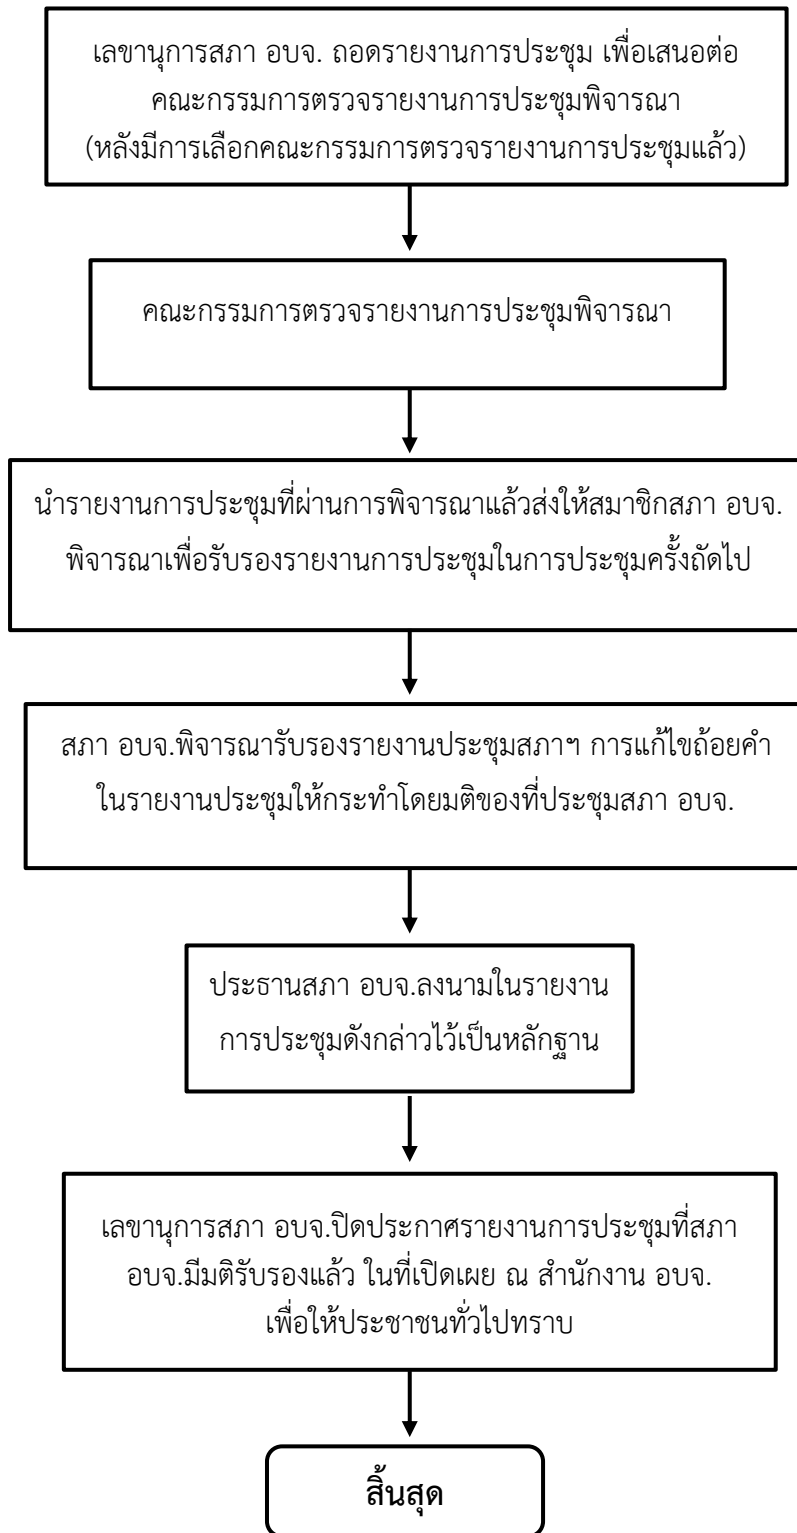 เลขานุการสภา อบจ. ถอดรายงานการประชุม เพื่อเสนอต่อ
คณะกรรมการตรวจรายงานการประชุมพิจารณา
(หลังมีการเลือกคณะกรรมการตรวจรายงานการประชุมแล้ว)
คณะกรรมการตรวจรายงานการประชุมพิจารณา
นำรายงานการประชุมที่ผ่านการพิจารณาแล้วส่งให้สมาชิกสภา อบจ.
พิจารณาเพื่อรับรองรายงานการประชุมในการประชุมครั้งถัดไป
สภา อบจ.พิจารณารับรองรายงานประชุมสภาฯ การแก้ไขถ้อยคำ
ในรายงานประชุมให้กระทำโดยมติของที่ประชุมสภา อบจ.
ประธานสภา อบจ.ลงนามในรายงาน
การประชุมดังกล่าวไว้เป็นหลักฐาน
เลขานุการสภา อบจ.ปิดประกาศรายงานการประชุมที่สภา
อบจ.มีมติรับรองแล้ว ในที่เปิดเผย ณ สำนักงาน อบจ.
เพื่อให้ประชาชนทั่วไปทราบ
สิ้นสุด